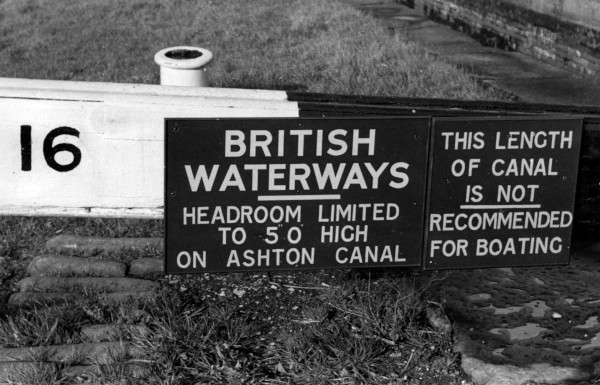 16
BRITISH
WATERWAYS
HEADROOM LIMITED
TO 5'0 HIGH
ON ASHTON CANAL
THIS LENGTH
OF CANAL
IS NOT
RECOMMENDED
FOR BOATING